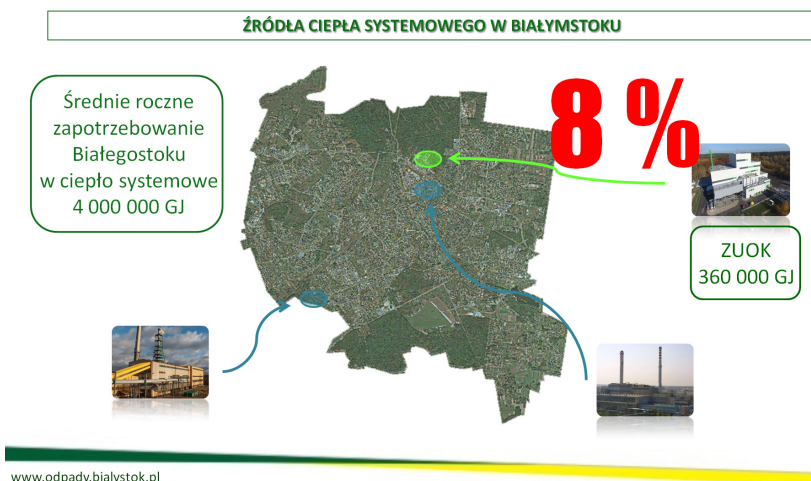 ŹRÓDŁA CIEPŁA SYSTEMOWEGO W BIAŁYMSTOKU
Średnie roczne
zapotrzebowanie
Białegostoku
w ciepło systemowe
4 000 000 GJ
8 %
ZUOK
360 000 GJ
www.odpady.bialystok.pl